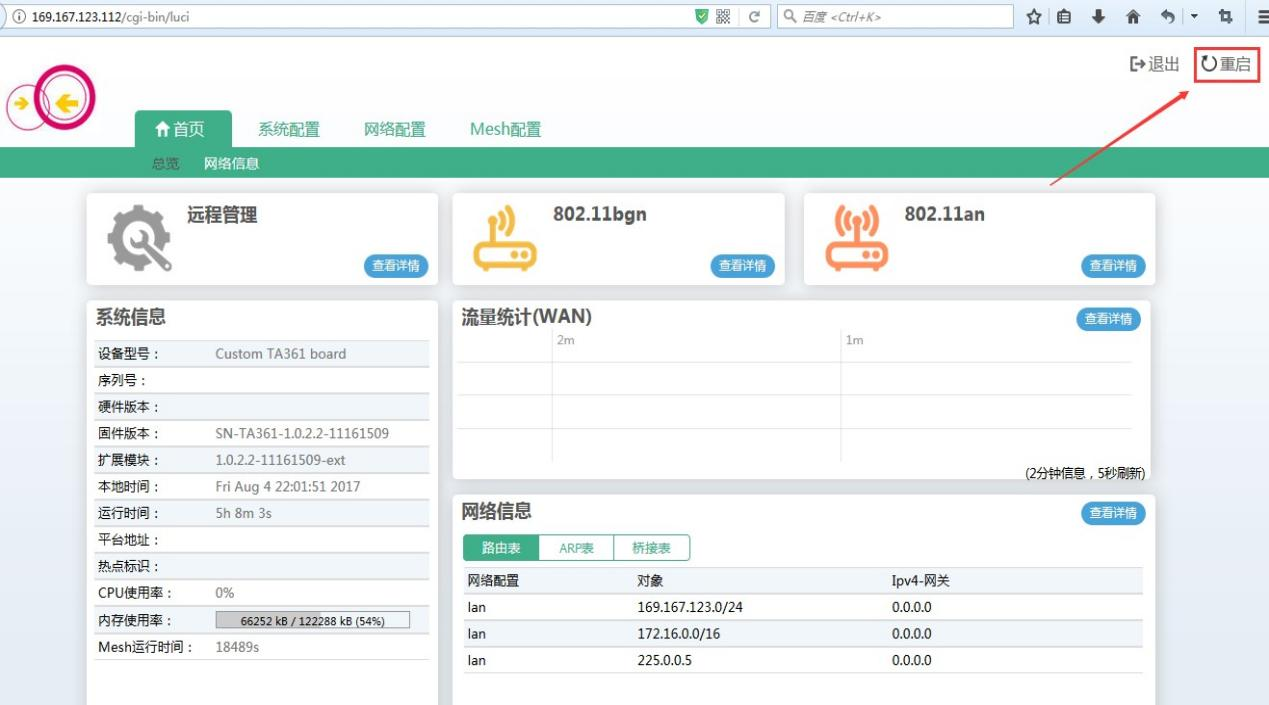 169.167.123.112/cgi-bin/luci
百度 <Ctrl+K>
退出 重启
首页 系统配置 网络配置 Mesh配置
总览 网络信息
远程管理
查看详情
802.11bgn
查看详情
802.11an
查看详情
系统信息
设备型号： Custom TA361 board
序列号：
硬件版本：
固件版本： SN-TA361-1.0.2.2-11161509
扩展模块： 1.0.2.2-11161509-ext
本地时间： Fri Aug 4 22:01:51 2017
运行时间： 5h 8m 3s
平台地址：
热点标识：
CPU使用率： 0%
内存使用率： 66252 kB / 122288 kB (54%)
Mesh运行时间： 18489s
流量统计(WAN)
查看详情
2m 1m
(2分钟信息，5秒刷新)
网络信息
查看详情
路由表 ARP表 桥接表
网络配置 对象 Ipv4-网关
lan 169.167.123.0/24 0.0.0.0
lan 172.16.0.0/16 0.0.0.0
lan 225.0.0.5 0.0.0.0